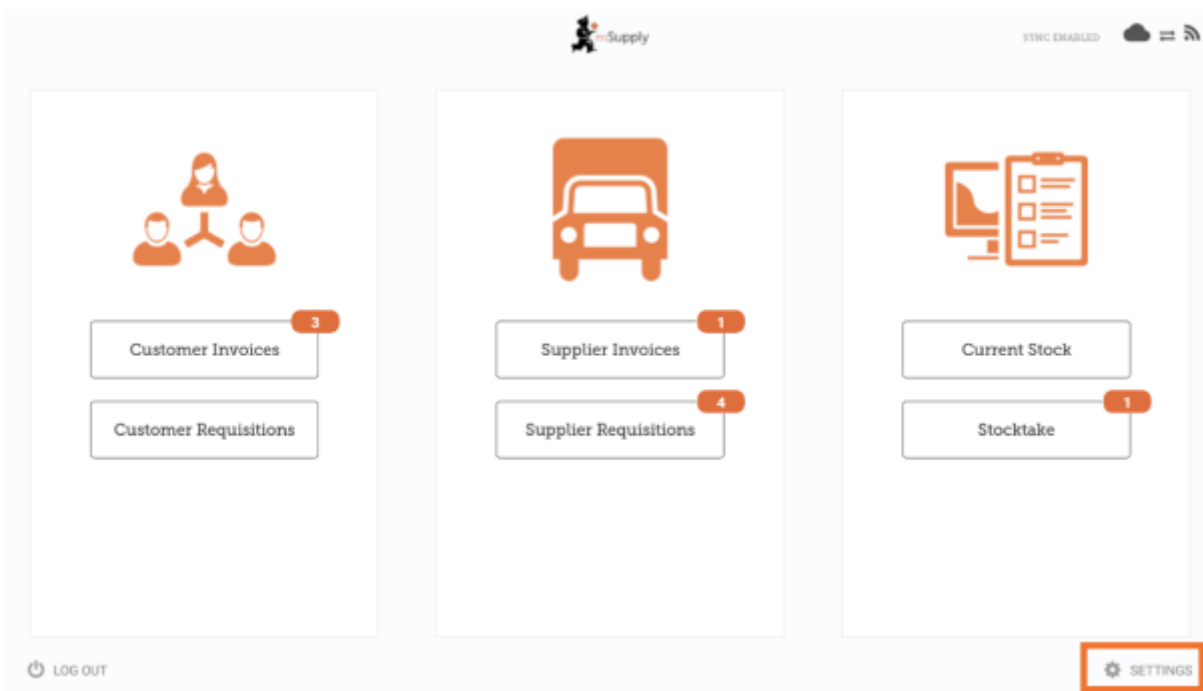 mSupply
SYNC ENABLED
3
Customer Invoices
Customer Requisitions
1
Supplier Invoices
4
Supplier Requisitions
Current Stock
1
Stocktake
LOG OUT
SETTINGS